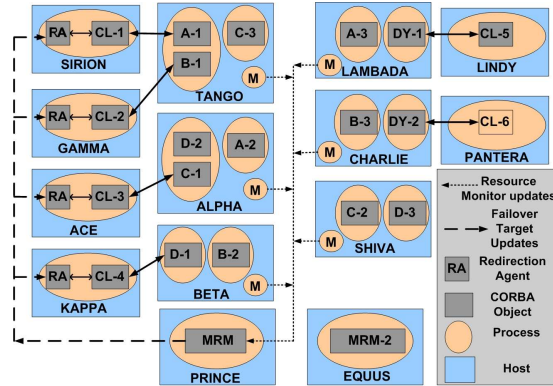 RA CL-1
SIRION
A-1 C-3
B-1
M
TANGO
A-3 DY-1
M
LAMBADA
CL-5
LINDY
RA CL-2
GAMMA
D-2 A-2
C-1
M
ALPHA
B-3 DY-2
M
CHARLIE
CL-6
PANTERA
RA CL-3
ACE
C-2 D-3
M
SHIVA
RA CL-4
KAPPA
D-1 B-2
M
BETA
MRM
PRINCE
MRM-2
EQUUS
Resource
Monitor updates
Failover
Target
Updates
RA Redirection
Agent
CORBA
Object
Process
Host